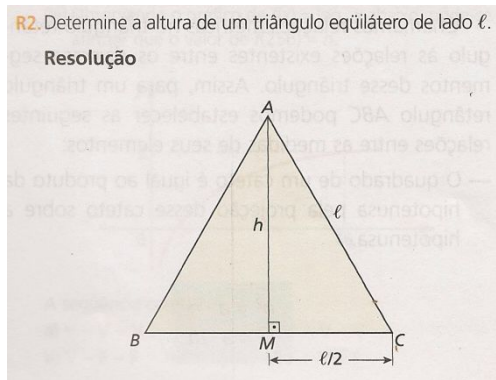 R2. Determine a altura de um triângulo eqüilátero de lado ℓ.
Resolução
A
h
ℓ
B
M
C
ℓ/2